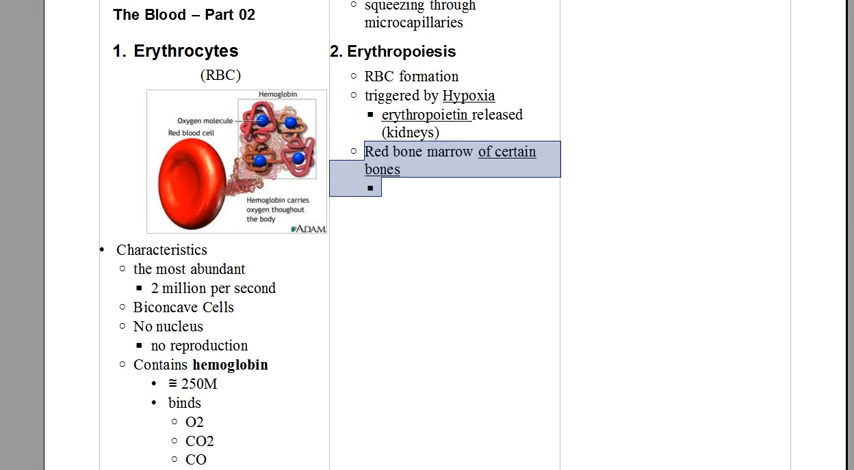 The Blood – Part 02
1. Erythrocytes
(RBC)
Hemoglobin
Oxygen molecule
Red blood cell
Hemoglobin carries
oxygen thoughout
the body
ADAM
• Characteristics
○ the most abundant
▪ 2 million per second
○ Biconcave Cells
○ No nucleus
▪ no reproduction
○ Contains hemoglobin
• ≅ 250M
• binds
○ O2
○ CO2
○ CO
○ squeezing through
microcapillaries
2. Erythropoiesis
○ RBC formation
○ triggered by Hypoxia
▪ erythropoietin released
(kidneys)
○ Red bone marrow of certain
bones
▪